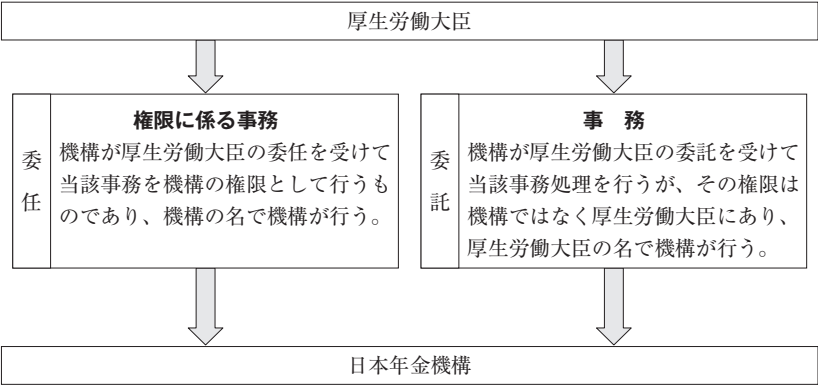 厚生労働大臣
委任
権限に係る事務
機構が厚生労働大臣の委任を受けて
当該事務を機構の権限として行うも
のであり、機構の名で機構が行う。
委託
事　務
機構が厚生労働大臣の委託を受けて
当該事務処理を行うが、その権限は
機構ではなく厚生労働大臣にあり、
厚生労働大臣の名で機構が行う。
日本年金機構